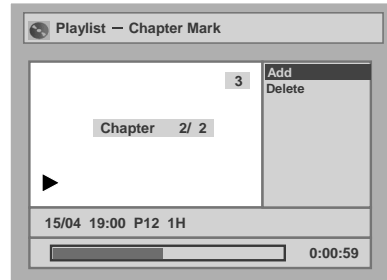 Playlist – Chapter Mark
3
Add
Delete
Chapter 2/ 2
15/04 19:00 P12 1H
0:00:59